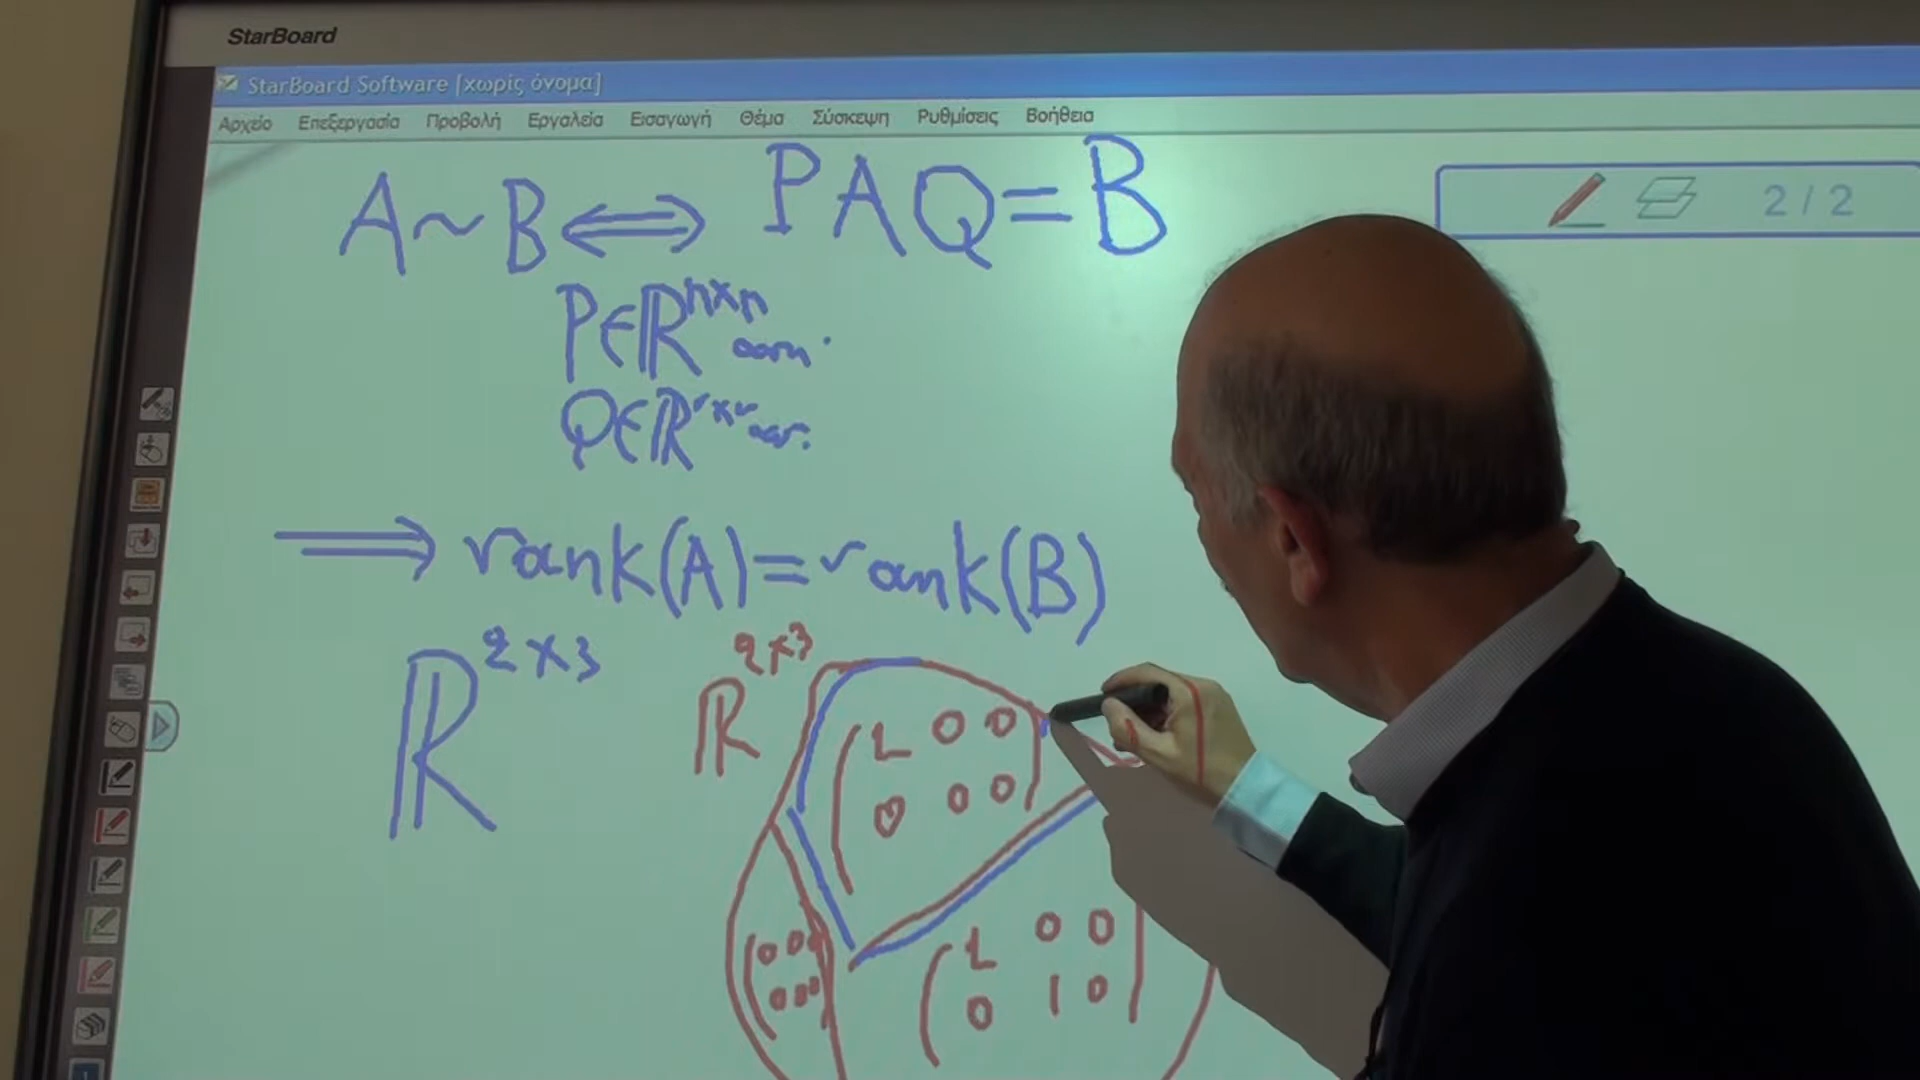 StarBoard
StarBoard Software [χωρίς όνομα]
Αρχείο Επεξεργασία Προβολή Εργαλεία Εισαγωγή Θέμα Σύσκεψη Ρυθμίσεις Βοήθεια
2 / 2
A ~ B ⟺ PAQ = B
P∈ℝ^{n×n}
Q∈ℝ^{r×r}
⟹ rank(A) = rank(B)
ℝ^{2×3} ℝ^{2×3}
1 0 0
0 0 0
0 0 0
0 0 0
1 0 0
0 1 0